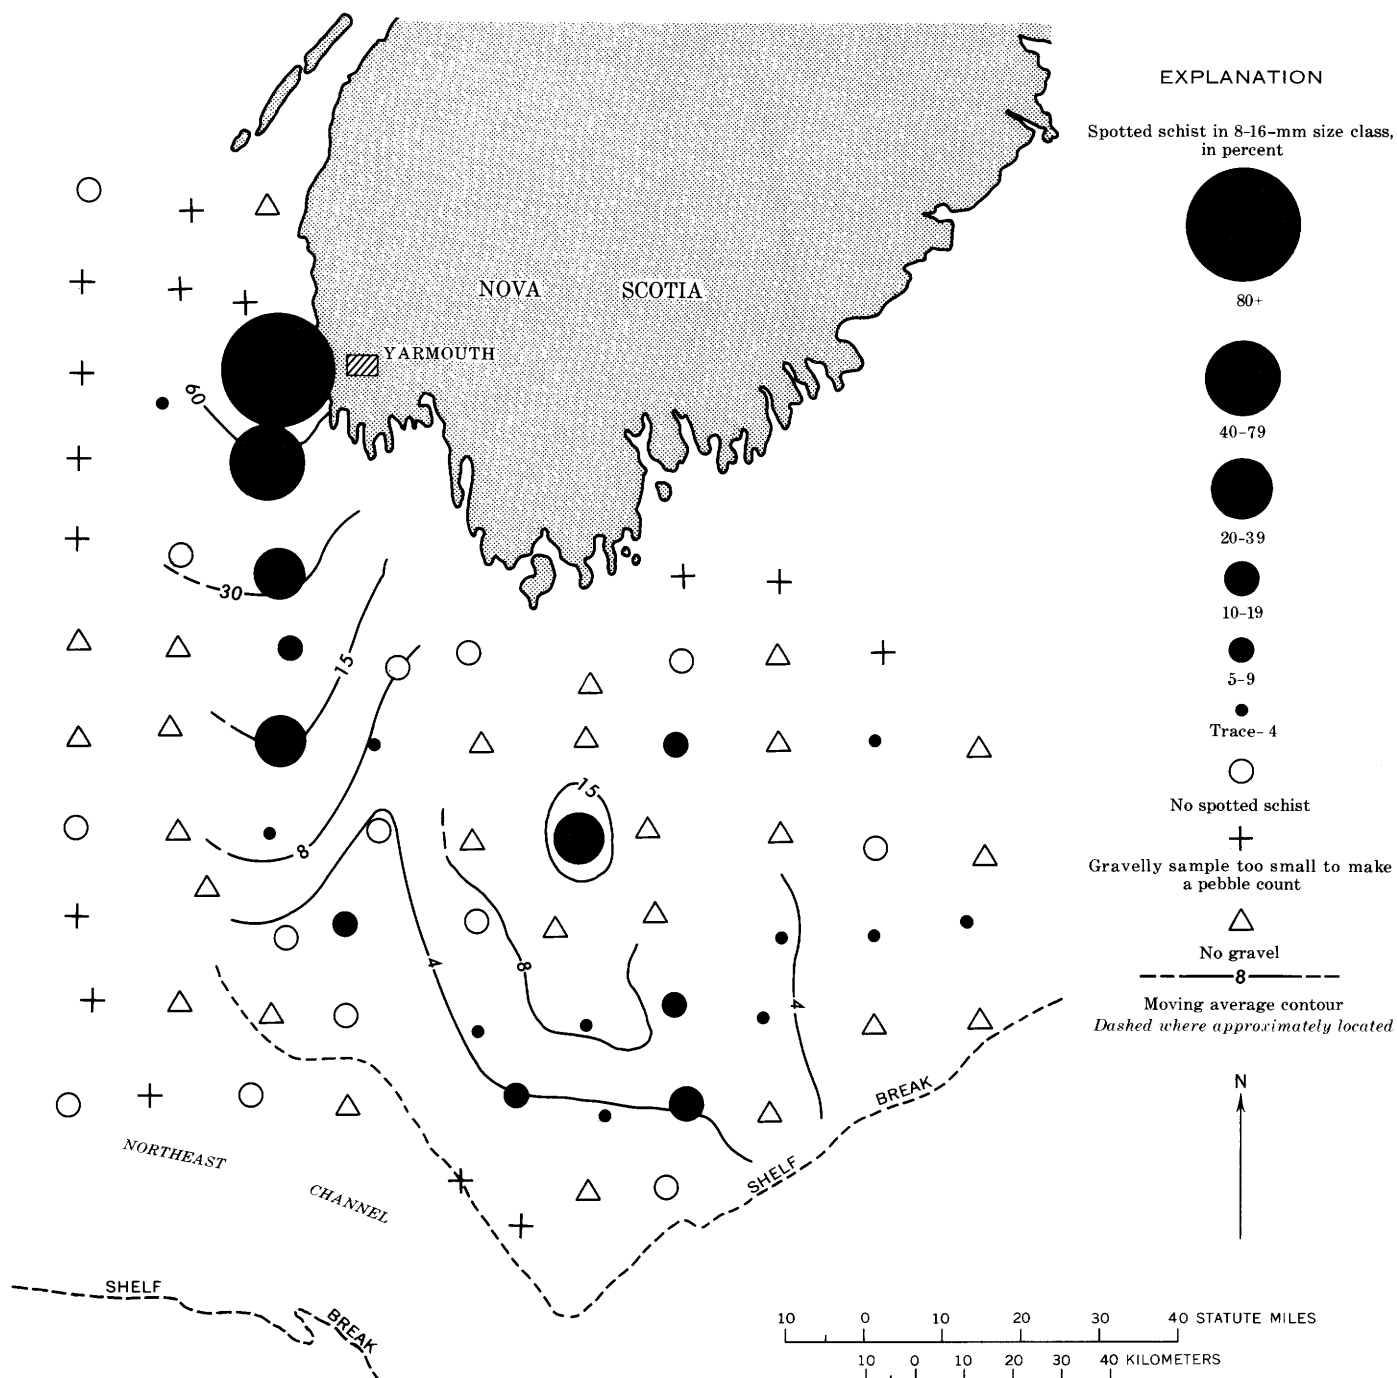 EXPLANATION
Spotted schist in 8-16-mm size class,
in percent
80+
40-79
20-39
10-19
5-9
Trace- 4
No spotted schist
Gravelly sample too small to make
a pebble count
No gravel
8
Moving average contour
Dashed where approximately located
N
NOVA SCOTIA
YARMOUTH
60
30
15
15
8
8
4
4
NORTHEAST
CHANNEL
SHELF
BREAK
SHELF
BREAK
10 0 10 20 30 40 STATUTE MILES
10 0 10 20 30 40 KILOMETERS